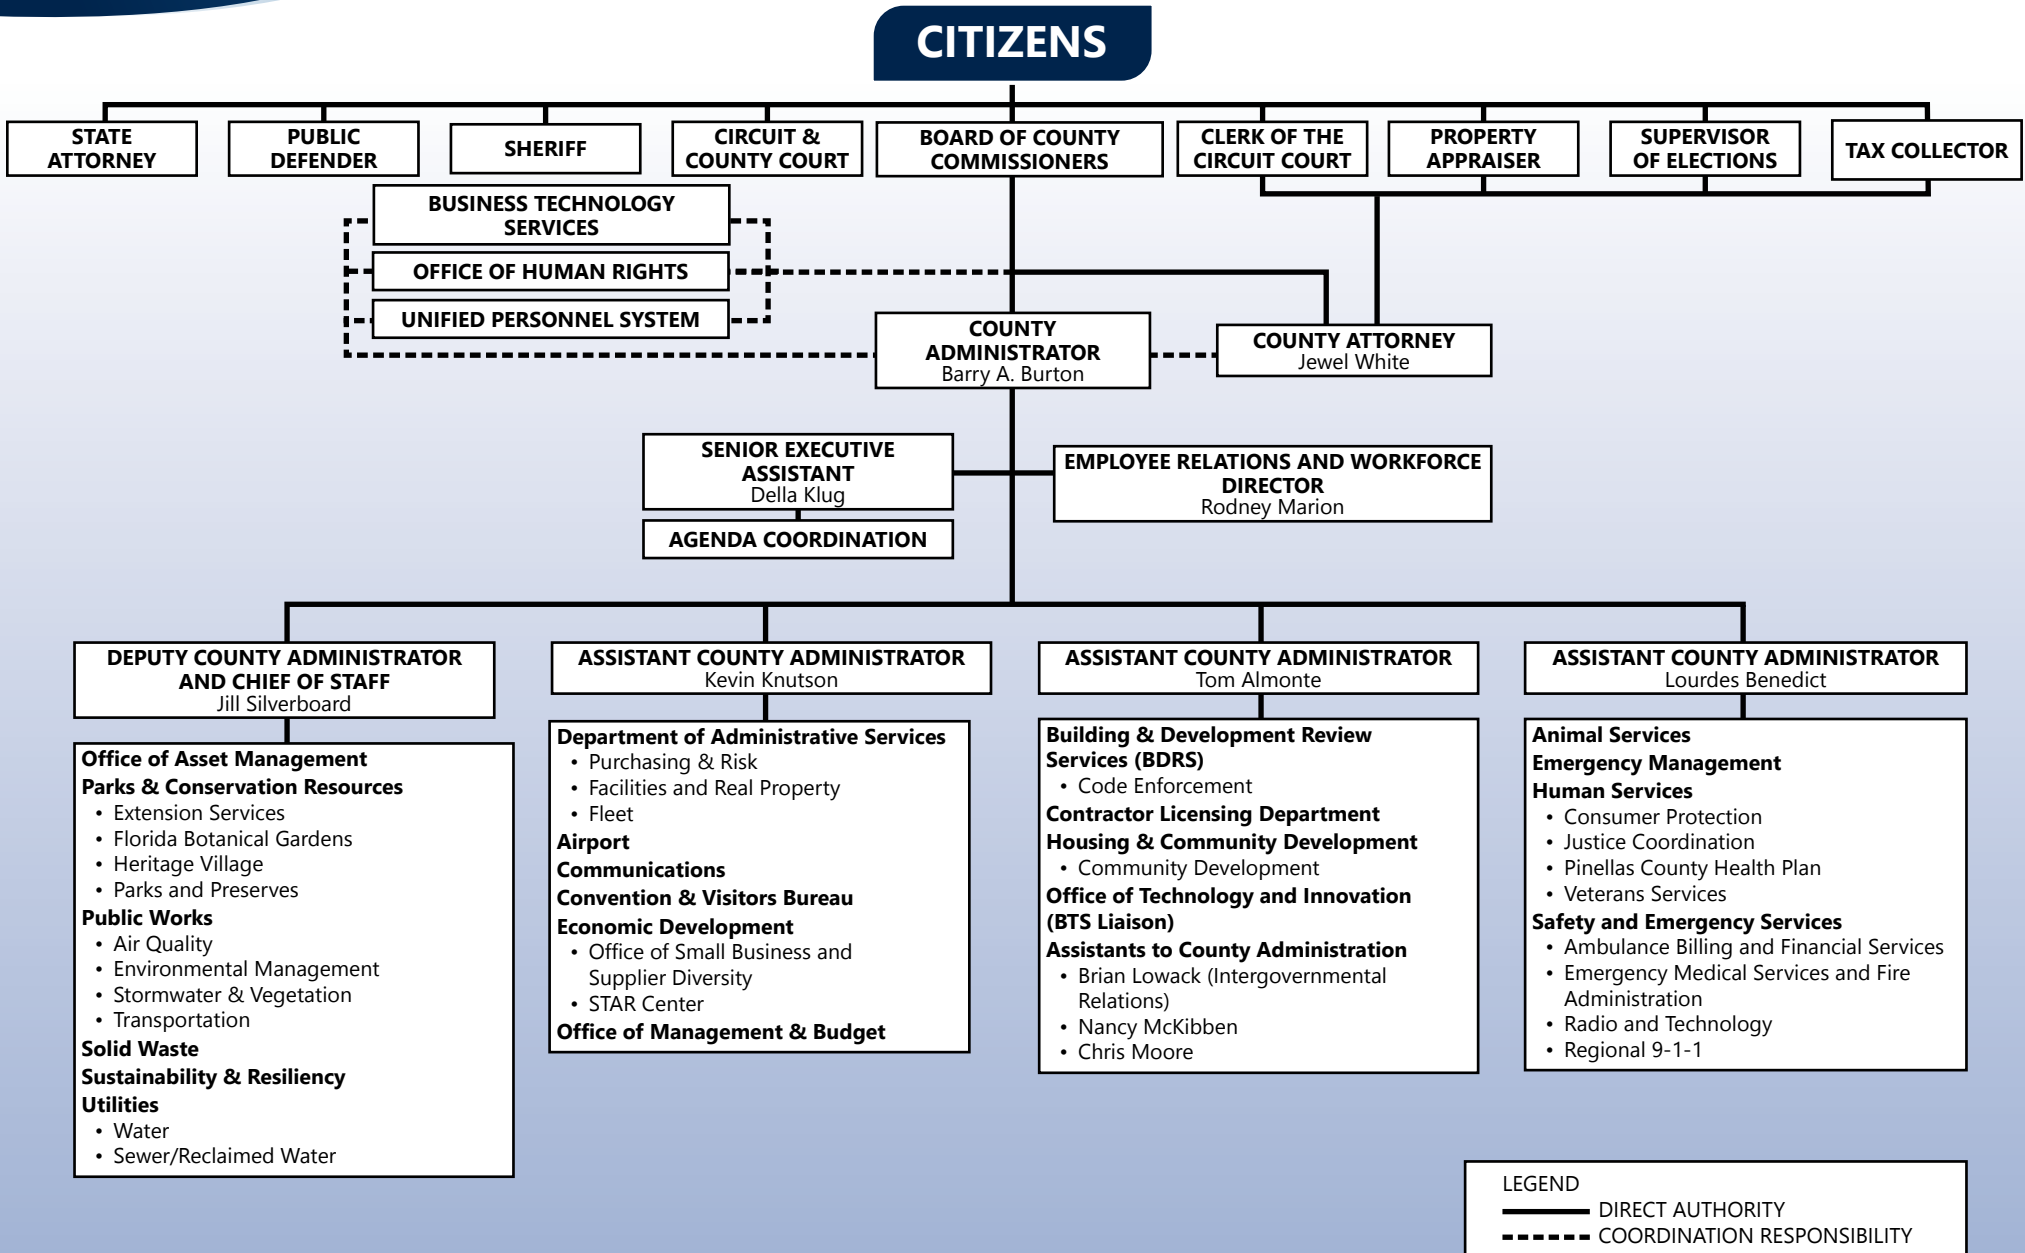 CITIZENS
STATE
ATTORNEY
PUBLIC
DEFENDER
SHERIFF
CIRCUIT &
COUNTY COURT
BOARD OF COUNTY
COMMISSIONERS
CLERK OF THE
CIRCUIT COURT
PROPERTY
APPRAISER
SUPERVISOR
OF ELECTIONS
TAX COLLECTOR
BUSINESS TECHNOLOGY
SERVICES
OFFICE OF HUMAN RIGHTS
UNIFIED PERSONNEL SYSTEM
COUNTY
ADMINISTRATOR
Barry A. Burton
COUNTY ATTORNEY
Jewel White
SENIOR EXECUTIVE
ASSISTANT
Della Klug
AGENDA COORDINATION
EMPLOYEE RELATIONS AND WORKFORCE
DIRECTOR
Rodney Marion
DEPUTY COUNTY ADMINISTRATOR
AND CHIEF OF STAFF
Jill Silverboard
Office of Asset Management
Parks & Conservation Resources
• Extension Services
• Florida Botanical Gardens
• Heritage Village
• Parks and Preserves
Public Works
• Air Quality
• Environmental Management
• Stormwater & Vegetation
• Transportation
Solid Waste
Sustainability & Resiliency
Utilities
• Water
• Sewer/Reclaimed Water
ASSISTANT COUNTY ADMINISTRATOR
Kevin Knutson
Department of Administrative Services
• Purchasing & Risk
• Facilities and Real Property
• Fleet
Airport
Communications
Convention & Visitors Bureau
Economic Development
• Office of Small Business and
Supplier Diversity
• STAR Center
Office of Management & Budget
ASSISTANT COUNTY ADMINISTRATOR
Tom Almonte
Building & Development Review
Services (BDRS)
• Code Enforcement
Contractor Licensing Department
Housing & Community Development
• Community Development
Office of Technology and Innovation
(BTS Liaison)
Assistants to County Administration
• Brian Lowack (Intergovernmental
Relations)
• Nancy McKibben
• Chris Moore
ASSISTANT COUNTY ADMINISTRATOR
Lourdes Benedict
Animal Services
Emergency Management
Human Services
• Consumer Protection
• Justice Coordination
• Pinellas County Health Plan
• Veterans Services
Safety and Emergency Services
• Ambulance Billing and Financial Services
• Emergency Medical Services and Fire
Administration
• Radio and Technology
• Regional 9-1-1
LEGEND
DIRECT AUTHORITY
COORDINATION RESPONSIBILITY